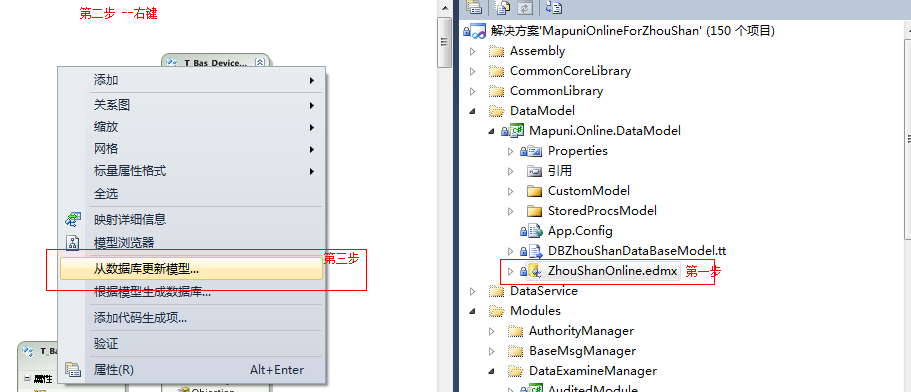 第二步 --右键
T_Bas_Device...
添加
关系图
缩放
网格
标量属性格式
全选
映射详细信息
模型浏览器
第三步
从数据库更新模型...
根据模型生成数据库...
添加代码生成项...
验证
属性(R) Alt+Enter
T_Ba
属性
解决方案'MapuniOnlineForZhouShan' (150 个项目)
Assembly
CommonCoreLibrary
CommonLibrary
DataModel
Mapuni.Online.DataModel
Properties
引用
CustomModel
StoredProcsModel
App.Config
DBZhouShanDataBaseModel.tt
ZhouShanOnline.edmx 第一步
DataService
Modules
AuthorityManager
BaseMsgManager
DataExamineManager
AuditedModule